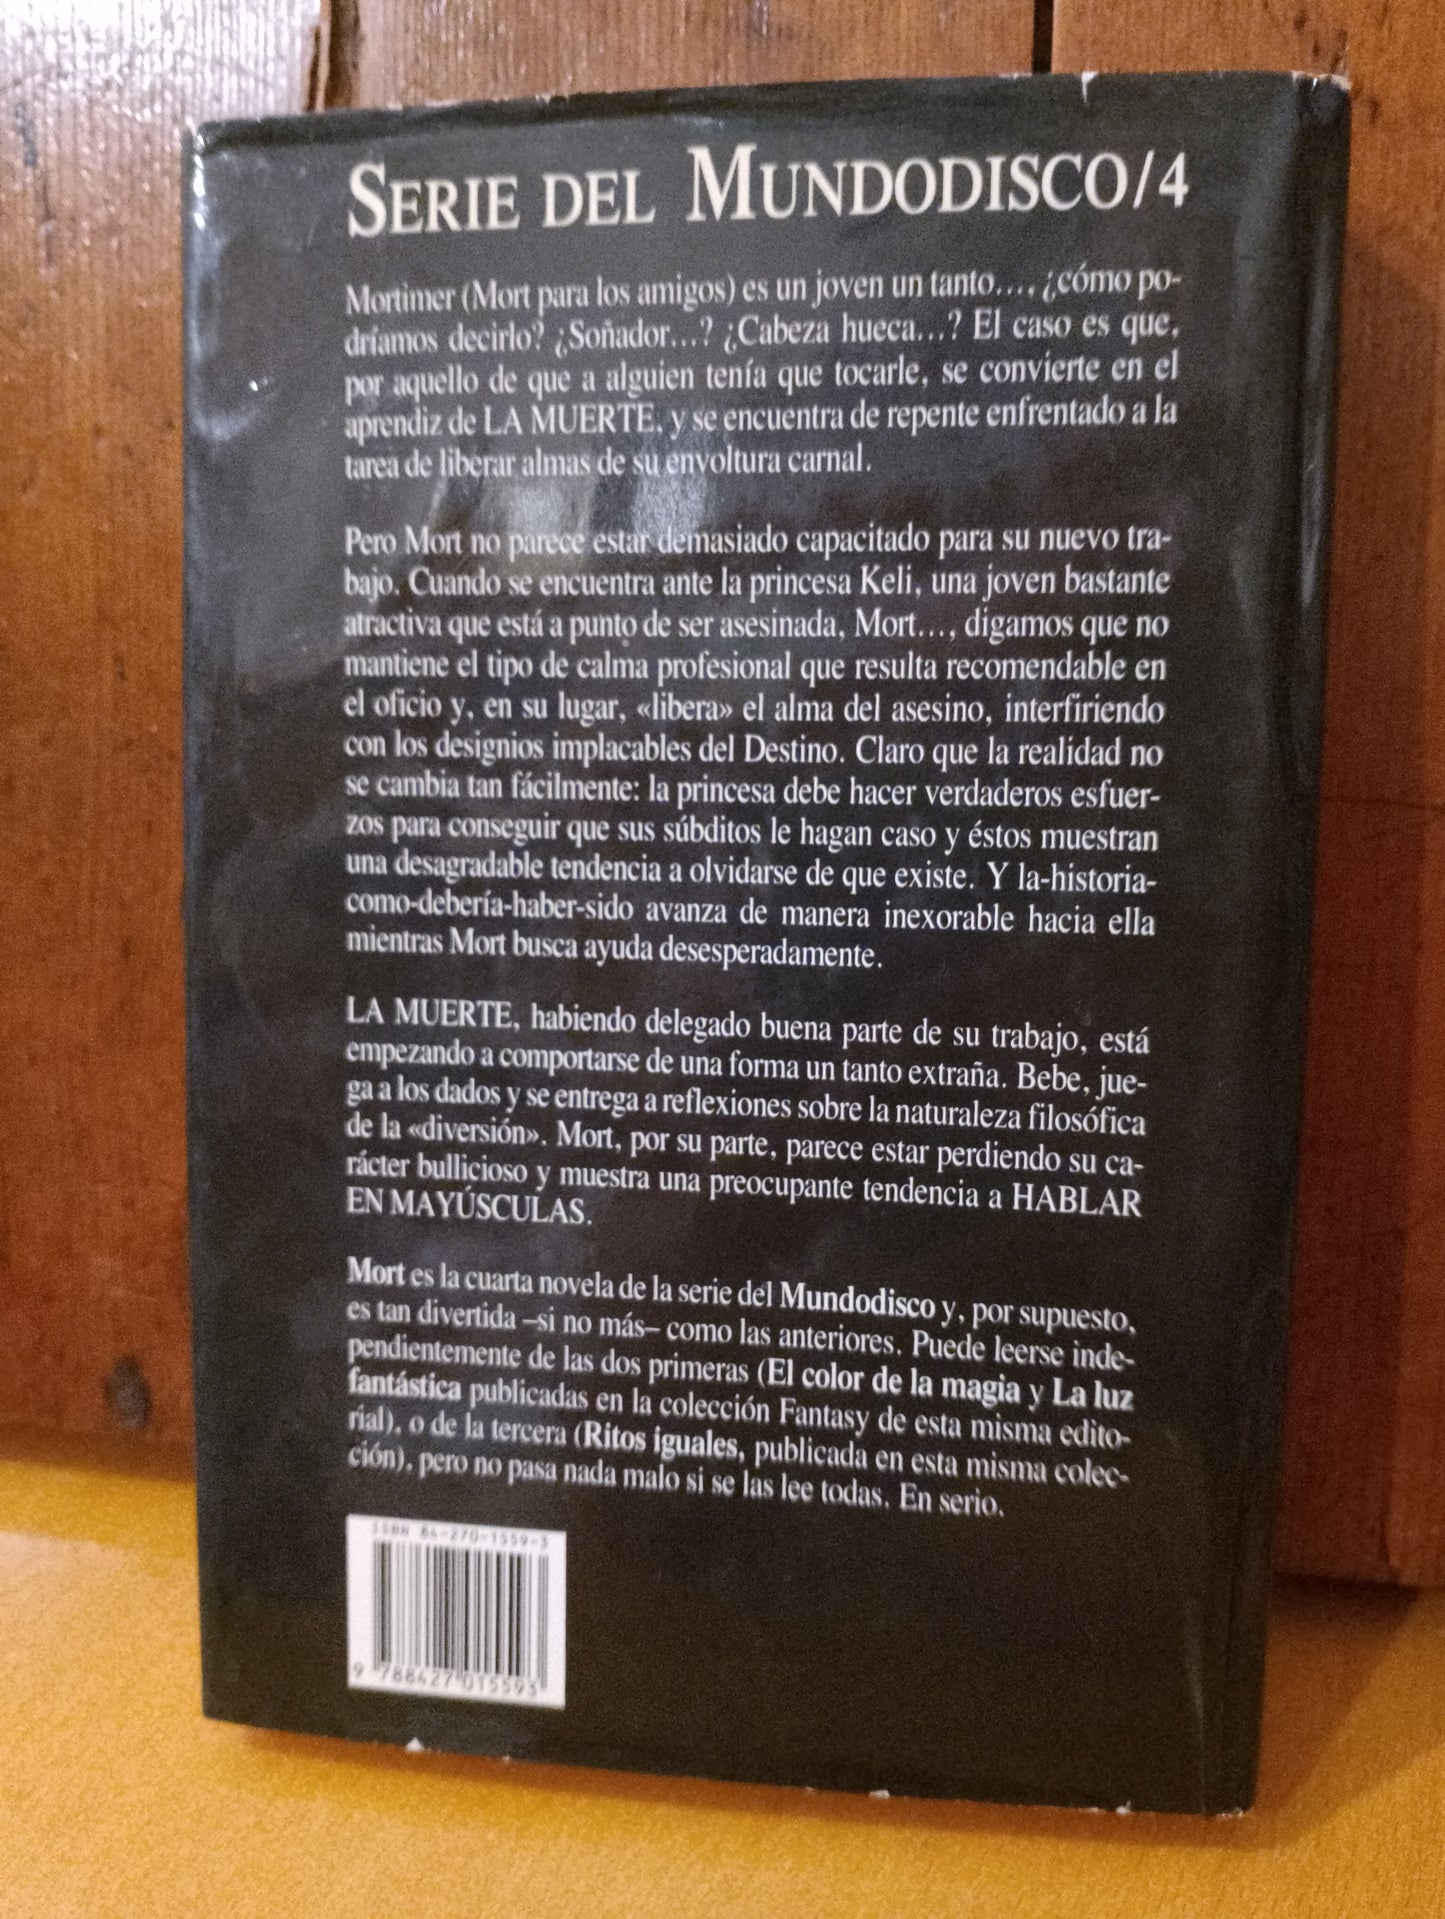 SERIE DEL MUNDODISCO/4
Mortimer (Mort para los amigos) es un joven un tanto..., ¿cómo po-
dríamos decirlo? ¿Soñador...? ¿Cabeza hueca...? El caso es que,
por aquello de que a alguien tenía que tocarle, se convierte en el
aprendiz de LA MUERTE, y se encuentra de repente enfrentado a la
tarea de liberar almas de su envoltura carnal.
Pero Mort no parece estar demasiado capacitado para su nuevo tra-
bajo. Cuando se encuentra ante la princesa Keli, una joven bastante
atractiva que está a punto de ser asesinada, Mort..., digamos que no
mantiene el tipo de calma profesional que resulta recomendable en
el oficio y, en su lugar, «libera» el alma del asesino, interfiriendo
con los designios implacables del Destino. Claro que la realidad no
se cambia tan fácilmente: la princesa debe hacer verdaderos esfuer-
zos para conseguir que sus súbditos le hagan caso y éstos muestran
una desagradable tendencia a olvidarse de que existe. Y la-historia-
como-debería-haber-sido avanza de manera inexorable hacia ella
mientras Mort busca ayuda desesperadamente.
LA MUERTE, habiendo delegado buena parte de su trabajo, está
empezando a comportarse de una forma un tanto extraña. Bebe, jue-
ga a los dados y se entrega a reflexiones sobre la naturaleza filosófica
de la «diversión». Mort, por su parte, parece estar perdiendo su ca-
rácter bullicioso y muestra una preocupante tendencia a HABLAR
EN MAYÚSCULAS.
Mort es la cuarta novela de la serie del Mundodisco y, por supuesto,
es tan divertida –si no más– como las anteriores. Puede leerse inde-
pendientemente de las dos primeras (El color de la magia y La luz
fantástica publicadas en la colección Fantasy de esta misma edito-
rial), o de la tercera (Ritos iguales, publicada en esta misma colec-
ción), pero no pasa nada malo si se las lee todas. En serio.
ISBN 84-270-1559-3
9 788427 015593